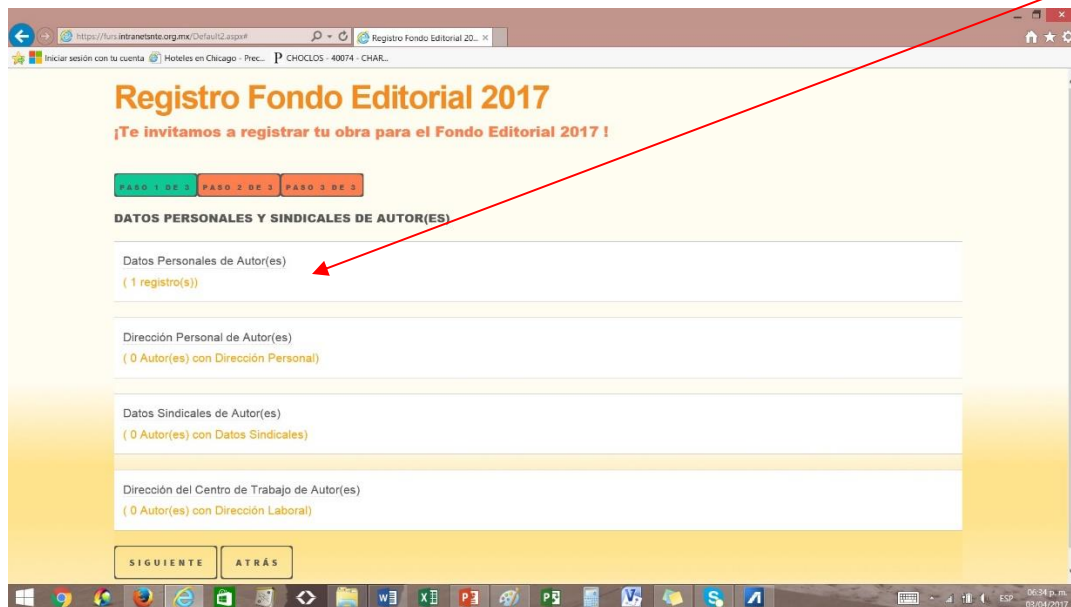 https://furs.intranetsnte.org.mx/Default2.aspx#
Registro Fondo Editorial 20...
Iniciar sesión con tu cuenta
Hoteles en Chicago - Prec...
CHOCLOS - 40074 - CHAR...
Registro Fondo Editorial 2017
¡Te invitamos a registrar tu obra para el Fondo Editorial 2017 !
PASO 1 DE 3 PASO 2 DE 3 PASO 3 DE 3
DATOS PERSONALES Y SINDICALES DE AUTOR(ES)
Datos Personales de Autor(es)
( 1 registro(s))
Dirección Personal de Autor(es)
( 0 Autor(es) con Dirección Personal)
Datos Sindicales de Autor(es)
( 0 Autor(es) con Datos Sindicales)
Dirección del Centro de Trabajo de Autor(es)
( 0 Autor(es) con Dirección Laboral)
SIGUIENTE ATRÁS
ESP
06:34 p. m.
03/04/2017